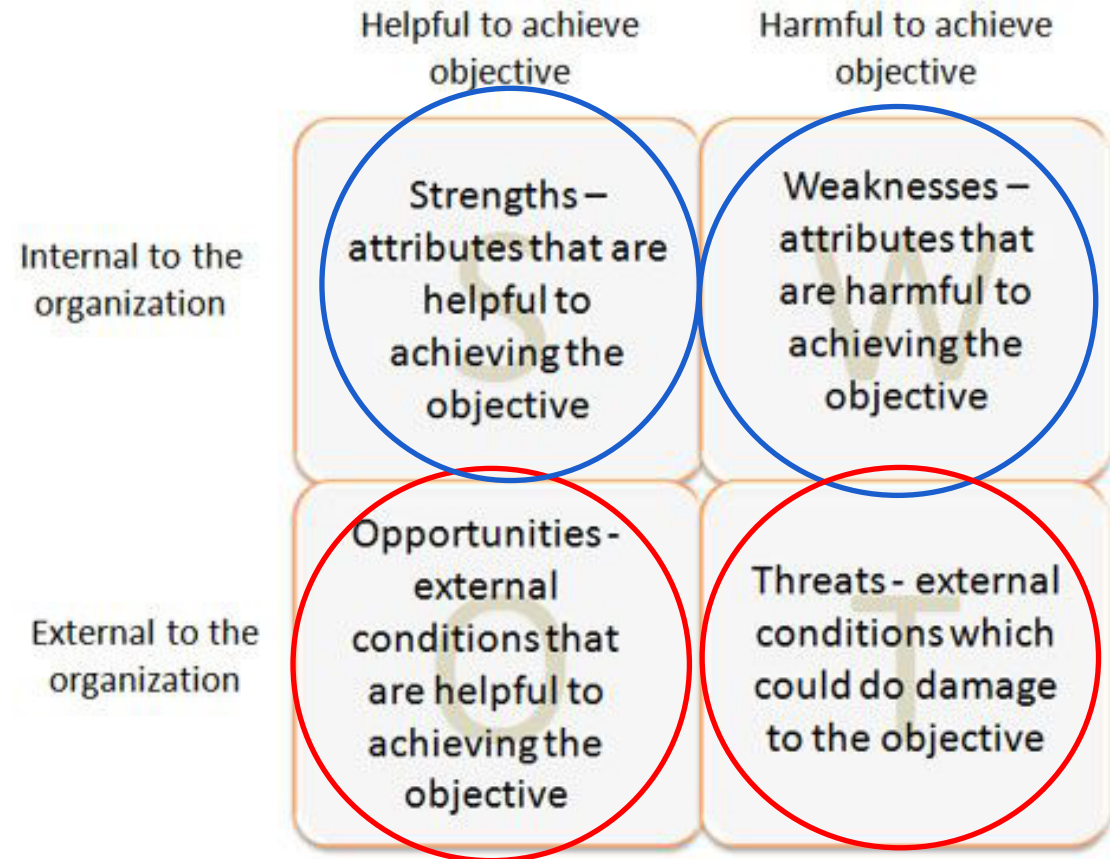 Helpful to achieve
objective
Harmful to achieve
objective
Internal to the
organization
Strengths –
attributes that are
helpful to
achieving the
objective
S
Weaknesses –
attributes that
are harmful to
achieving the
objective
W
External to the
organization
Opportunities -
external
conditions that
are helpful to
achieving the
objective
O
Threats - external
conditions which
could do damage
to the objective
T